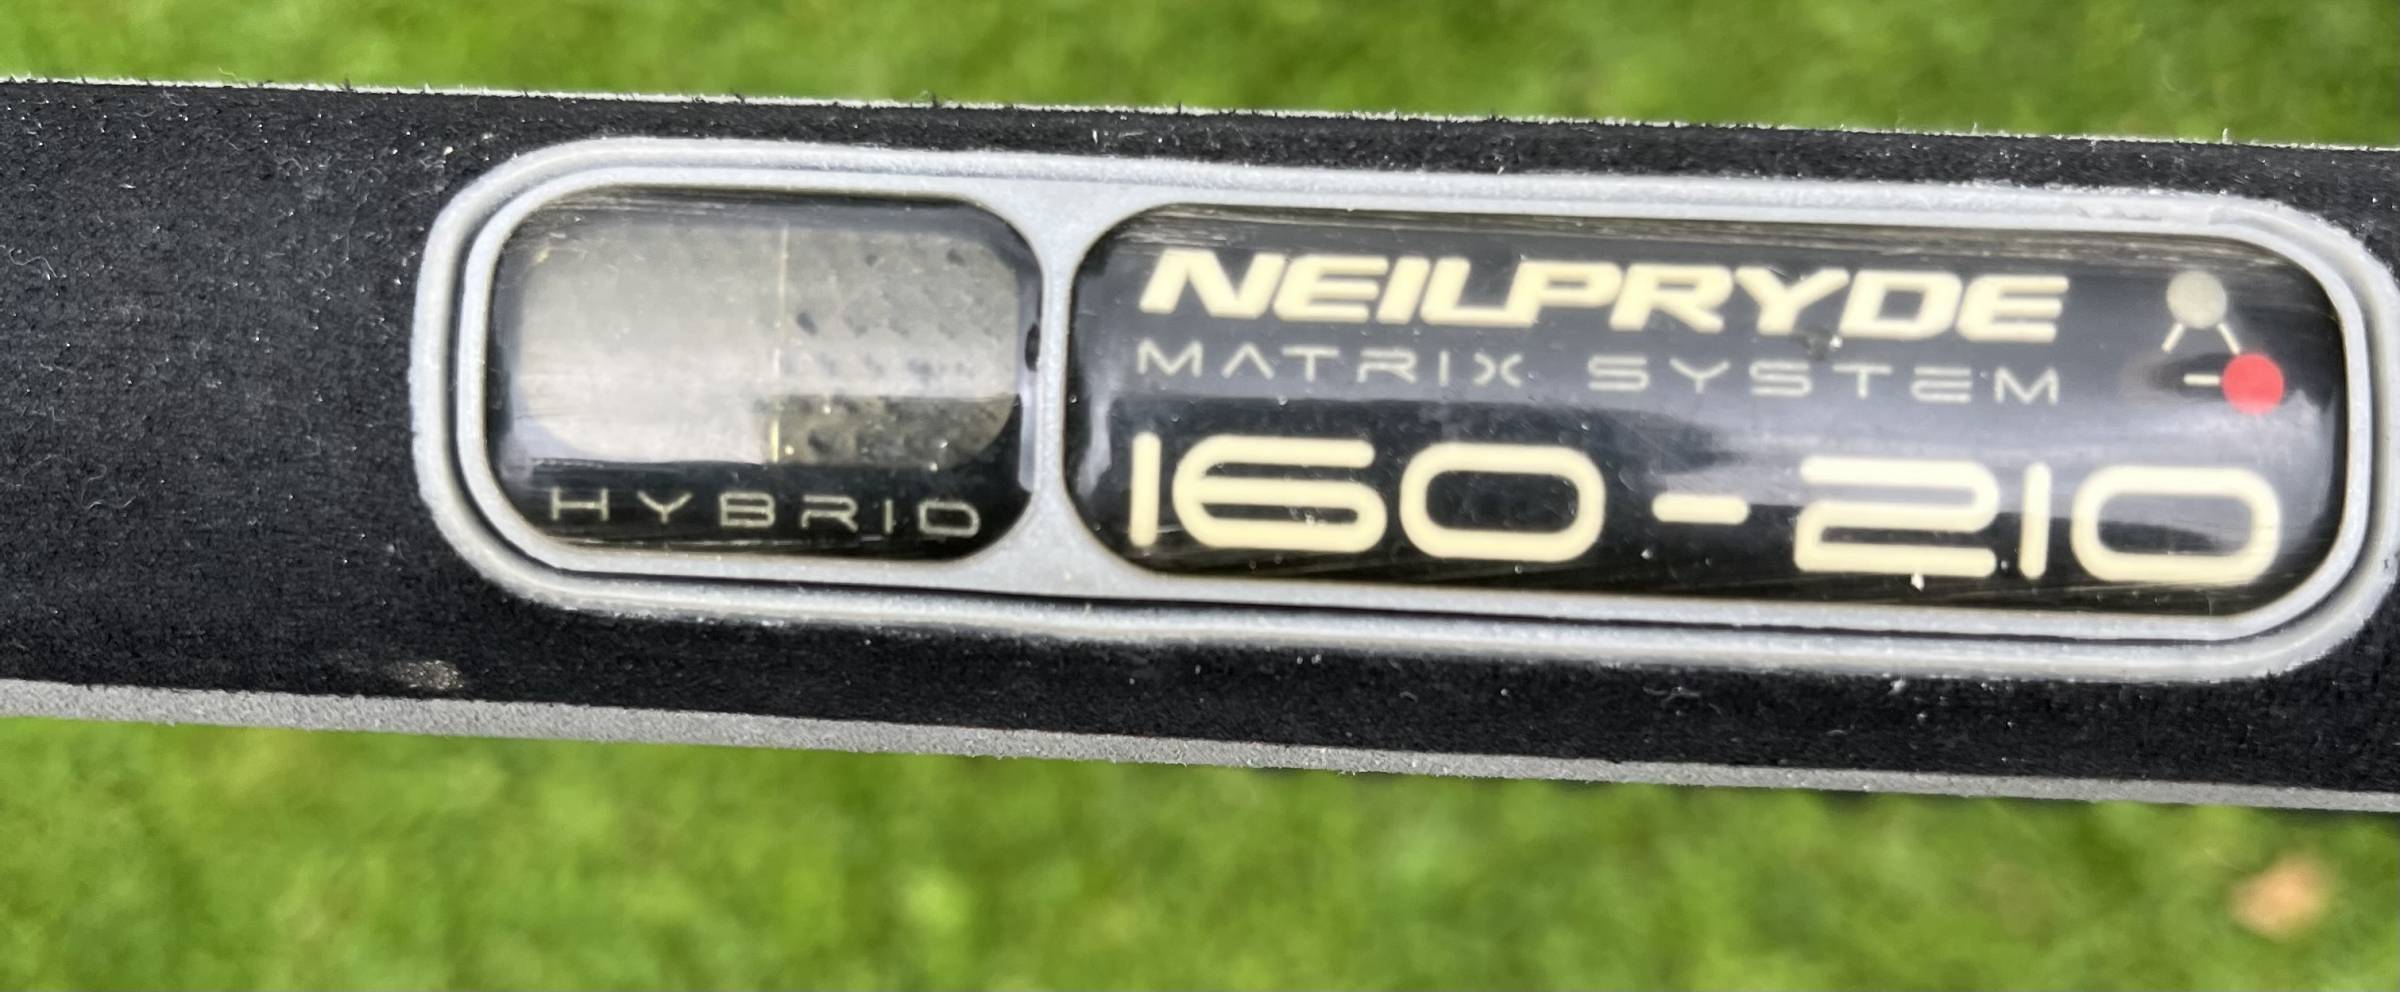 HYBRID
NEILPRYDE
MATRIX SYSTEM
160-210